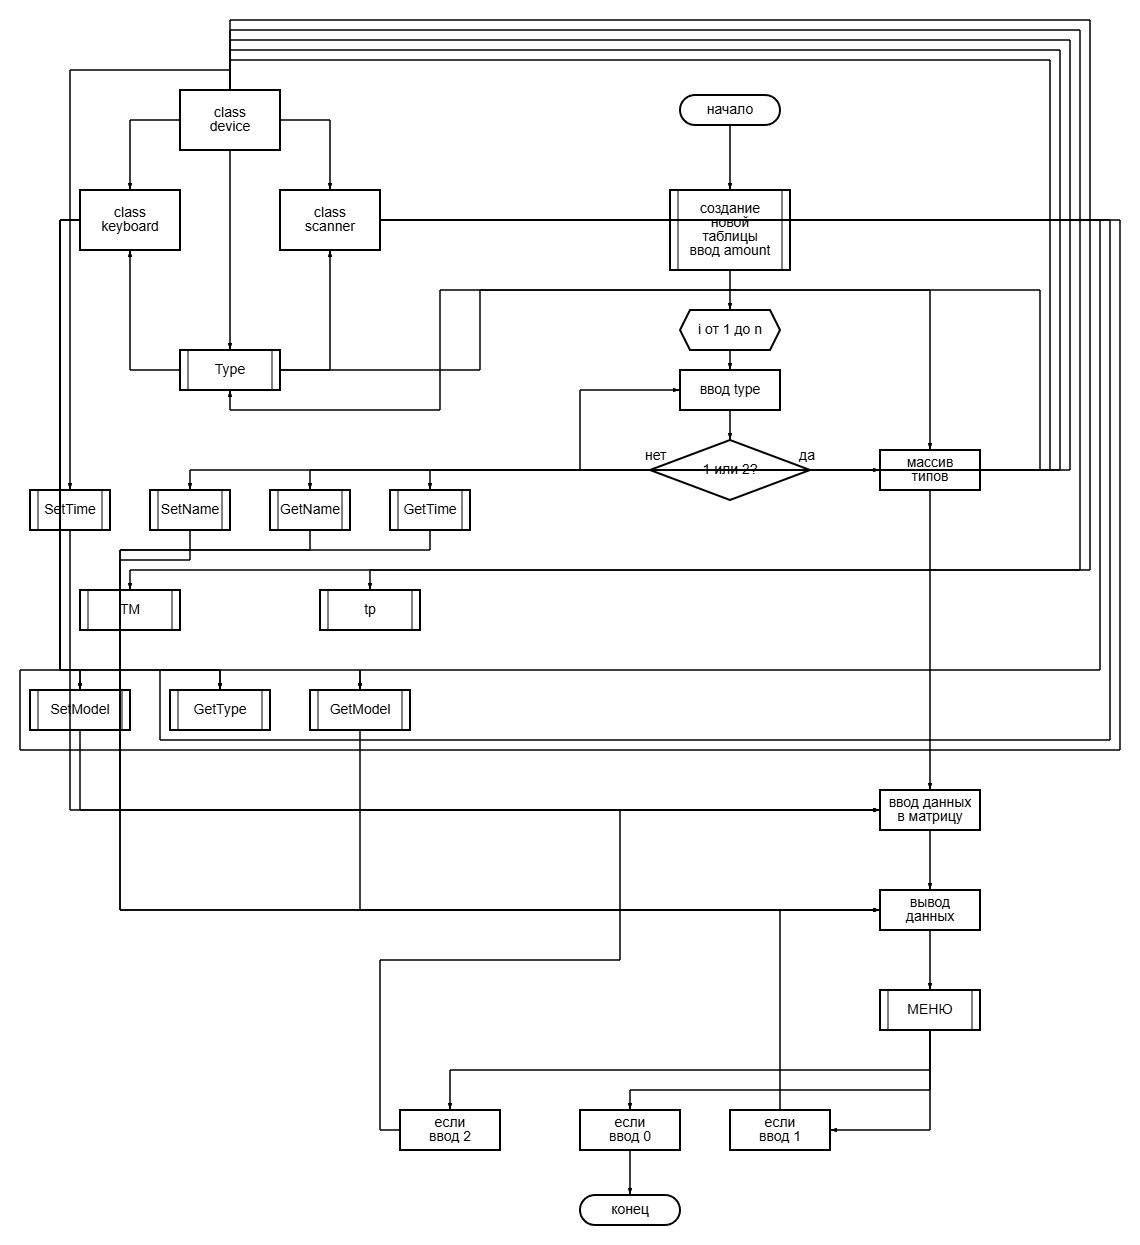 class
device
начало
class
keyboard
class
scanner
создание
новой
таблицы
ввод amount
i от 1 до n
Type
ввод type
нет
1 или 2?
да
массив
типов
SetTime
SetName
GetName
GetTime
TM
tp
SetModel
GetType
GetModel
ввод данных
в матрицу
вывод
данных
МЕНЮ
если
ввод 2
если
ввод 0
если
ввод 1
конец